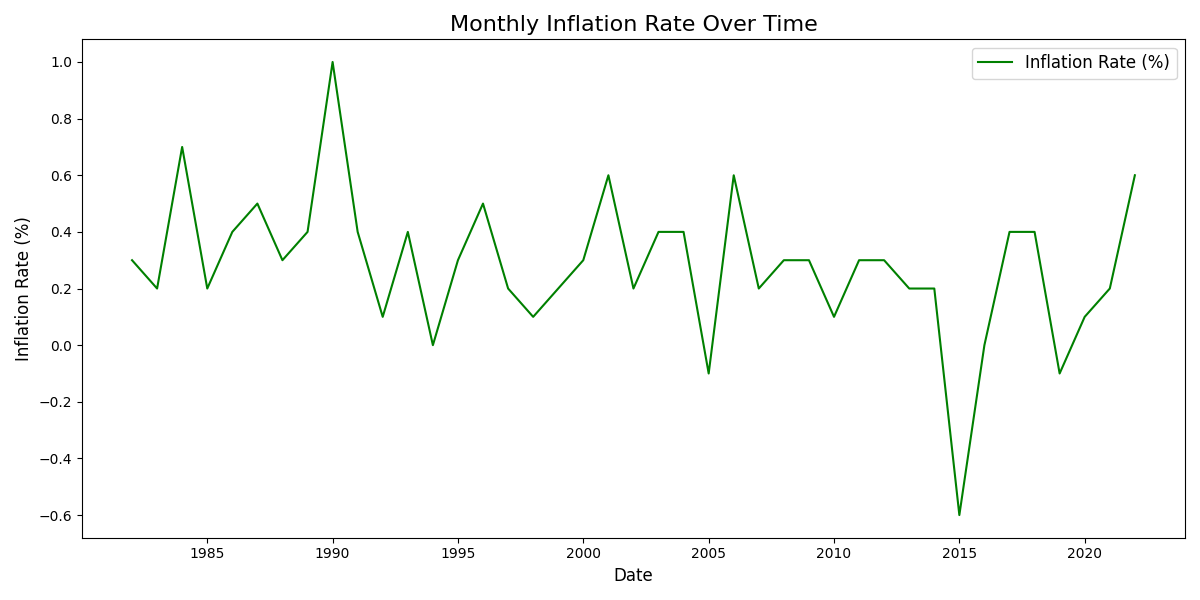 Monthly Inflation Rate Over Time
Inflation Rate (%)
1.0
0.8
0.6
0.4
0.2
0.0
−0.2
−0.4
−0.6
Inflation Rate (%)
1985 1990 1995 2000 2005 2010 2015 2020
Date